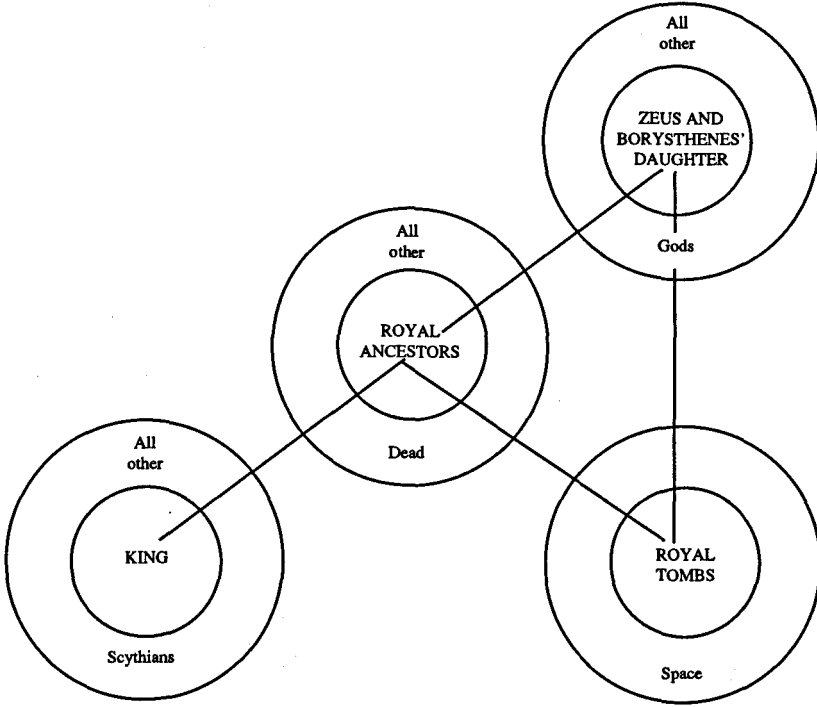 All
other
ZEUS AND
BORYSTHENES'
DAUGHTER
Gods
All
other
ROYAL
ANCESTORS
Dead
All
other
KING
Scythians
ROYAL
TOMBS
Space